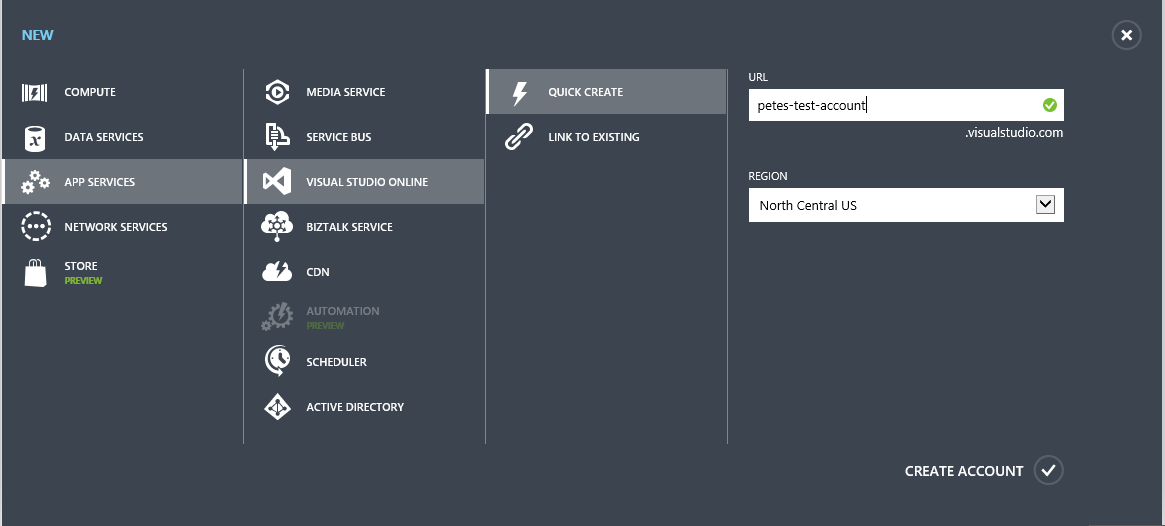 NEW
COMPUTE
DATA SERVICES
APP SERVICES
NETWORK SERVICES
STORE
PREVIEW
MEDIA SERVICE
SERVICE BUS
VISUAL STUDIO ONLINE
BIZTALK SERVICE
CDN
AUTOMATION
PREVIEW
SCHEDULER
ACTIVE DIRECTORY
QUICK CREATE
LINK TO EXISTING
URL
petes-test-account
.visualstudio.com
REGION
North Central US
CREATE ACCOUNT